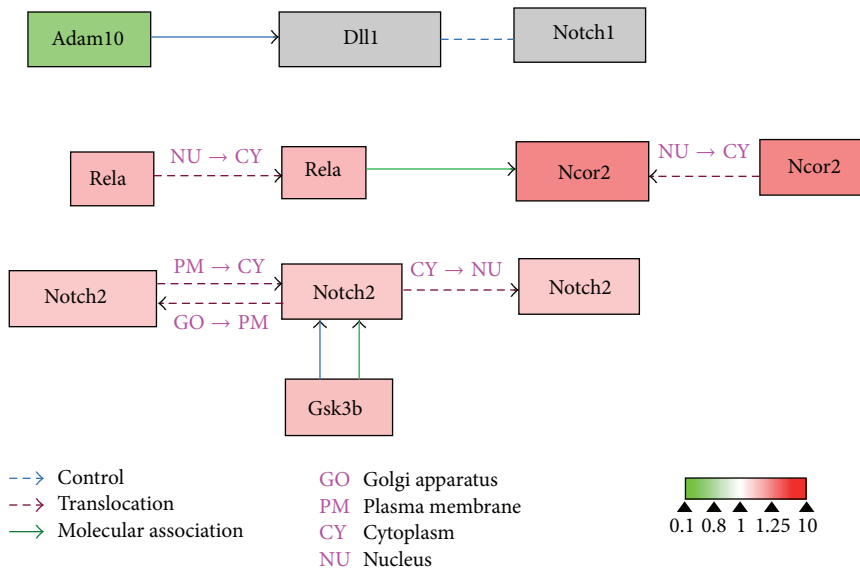 Adam10 Dll1 Notch1
NU → CY NU → CY
Rela Rela Ncor2 Ncor2
PM → CY CY → NU
Notch2 Notch2 Notch2
GO → PM
Gsk3b
Control GO Golgi apparatus
Translocation PM Plasma membrane
Molecular association CY Cytoplasm
NU Nucleus
0.1 0.8 1 1.25 10